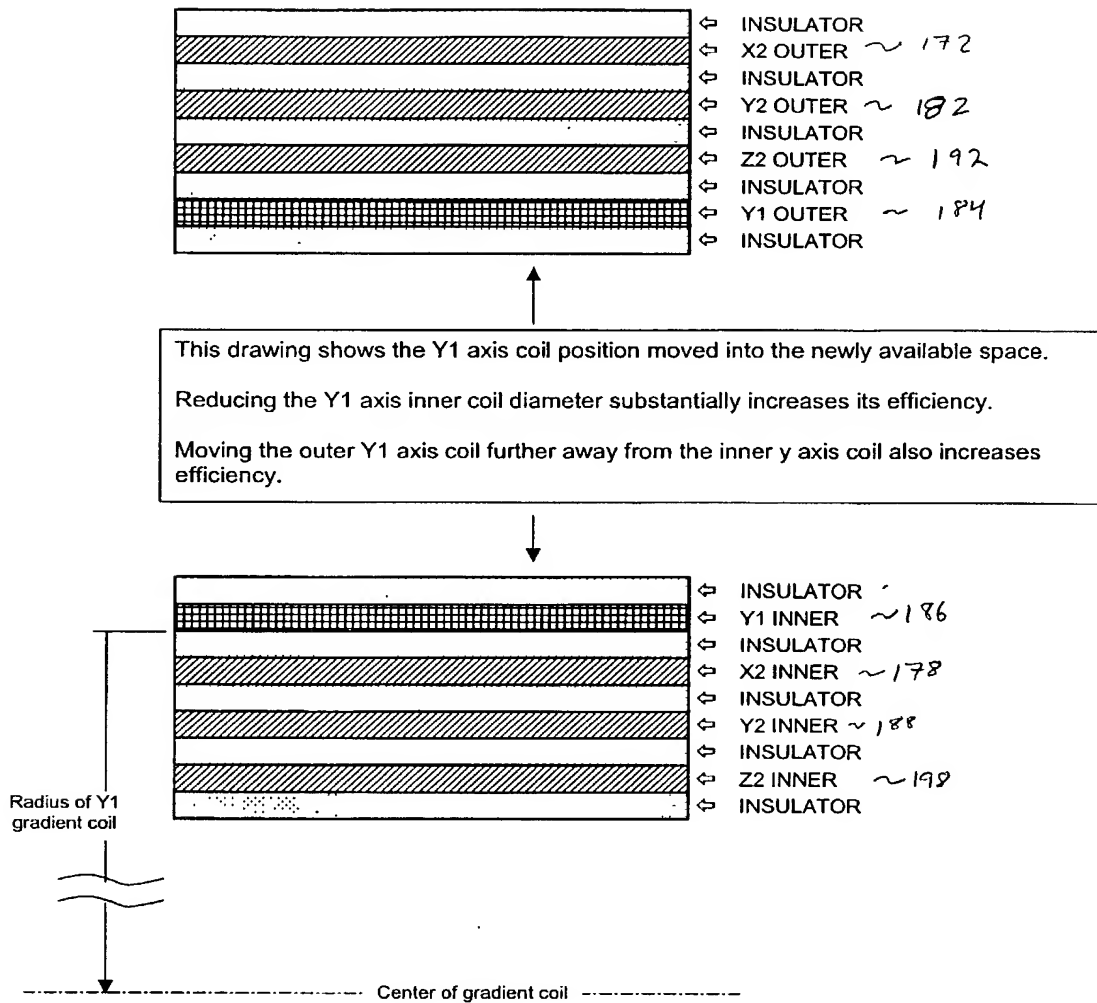 INSULATOR
X2 OUTER ~ 172
INSULATOR
Y2 OUTER ~ 182
INSULATOR
Z2 OUTER ~ 192
INSULATOR
Y1 OUTER ~ 184
INSULATOR
This drawing shows the Y1 axis coil position moved into the newly available space.
Reducing the Y1 axis inner coil diameter substantially increases its efficiency.
Moving the outer Y1 axis coil further away from the inner y axis coil also increases
efficiency.
INSULATOR
Y1 INNER ~186
INSULATOR
X2 INNER ~178
INSULATOR
Y2 INNER ~188
INSULATOR
Z2 INNER ~198
INSULATOR
Radius of Y1
gradient coil
Center of gradient coil